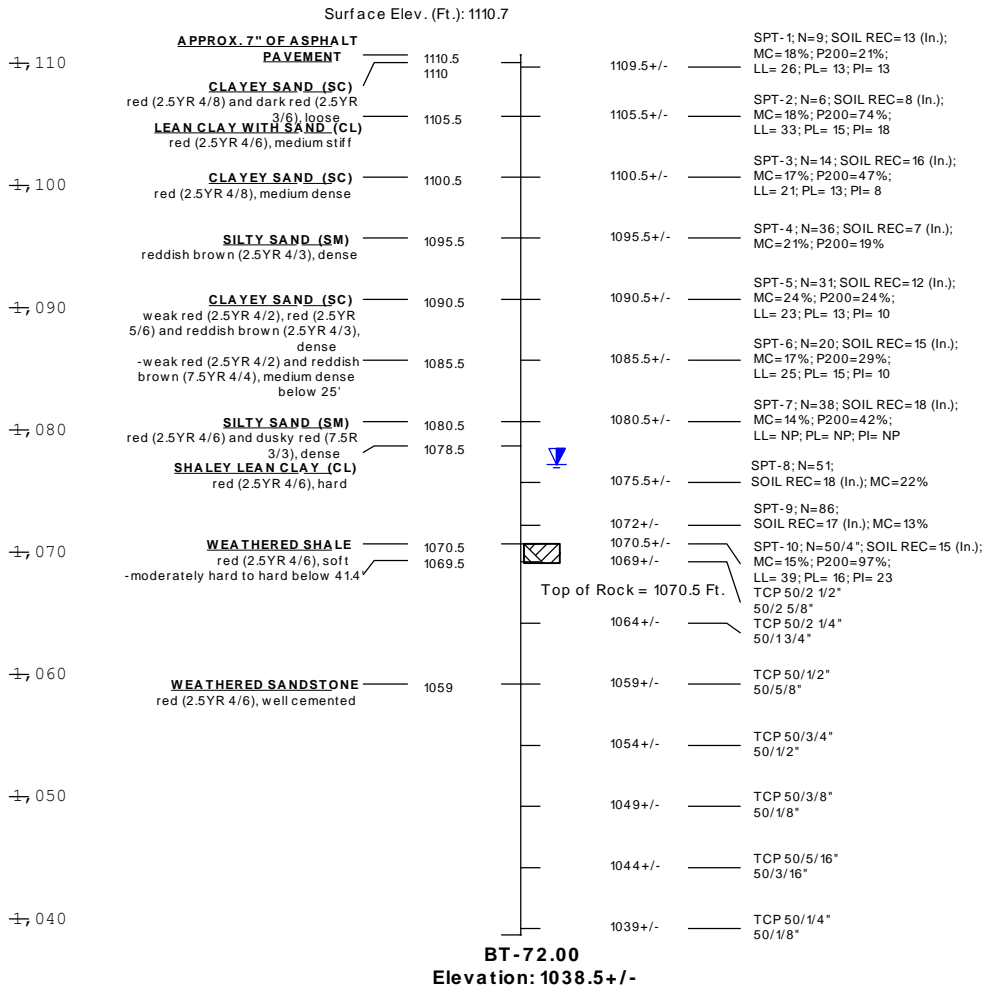 Surface Elev. (Ft.): 1110.7
1,110
1,100
1,090
1,080
1,070
1,060
1,050
1,040
APPROX. 7" OF ASPHALT
PAVEMENT
1110.5
1110
CLAYEY SAND (SC)
red (2.5YR 4/8) and dark red (2.5YR
3/6), loose
1105.5
LEAN CLAY WITH SAND (CL)
red (2.5YR 4/6), medium stiff
CLAYEY SAND (SC)
1100.5
red (2.5YR 4/8), medium dense
SILTY SAND (SM)
1095.5
reddish brown (2.5YR 4/3), dense
CLAYEY SAND (SC)
1090.5
weak red (2.5YR 4/2), red (2.5YR
5/6) and reddish brown (2.5YR 4/3),
dense
-weak red (2.5YR 4/2) and reddish
1085.5
brown (7.5YR 4/4), medium dense
below 25'
SILTY SAND (SM)
1080.5
red (2.5YR 4/6) and dusky red (7.5R
3/3), dense
1078.5
SHALEY LEAN CLAY (CL)
red (2.5YR 4/6), hard
WEATHERED SHALE
1070.5
red (2.5YR 4/6), soft
1069.5
-moderately hard to hard below 41.4'
WEATHERED SANDSTONE
1059
red (2.5YR 4/6), well cemented
1109.5+/-
SPT-1; N=9; SOIL REC=13 (In.);
MC=18%; P200=21%;
LL= 26; PL= 13; PI= 13
1105.5+/-
SPT-2; N=6; SOIL REC=8 (In.);
MC=18%; P200=74%;
LL= 33; PL= 15; PI= 18
1100.5+/-
SPT-3; N=14; SOIL REC=16 (In.);
MC=17%; P200=47%;
LL= 21; PL= 13; PI= 8
1095.5+/-
SPT-4; N=36; SOIL REC=7 (In.);
MC=21%; P200=19%
1090.5+/-
SPT-5; N=31; SOIL REC=12 (In.);
MC=24%; P200=24%;
LL= 23; PL= 13; PI= 10
1085.5+/-
SPT-6; N=20; SOIL REC=15 (In.);
MC=17%; P200=29%;
LL= 25; PL= 15; PI= 10
1080.5+/-
SPT-7; N=38; SOIL REC=18 (In.);
MC=14%; P200=42%;
LL= NP; PL= NP; PI= NP
1075.5+/-
SPT-8; N=51;
SOIL REC=18 (In.); MC=22%
1072+/-
SPT-9; N=86;
SOIL REC=17 (In.); MC=13%
1070.5+/-
SPT-10; N=50/4"; SOIL REC=15 (In.);
MC=15%; P200=97%;
LL= 39; PL= 16; PI= 23
1069+/-
TCP 50/2 1/2"
50/2 5/8"
Top of Rock = 1070.5 Ft.
1064+/-
TCP 50/2 1/4"
50/1 3/4"
1059+/-
TCP 50/1/2"
50/5/8"
1054+/-
TCP 50/3/4"
50/1/2"
1049+/-
TCP 50/3/8"
50/1/8"
1044+/-
TCP 50/5/16"
50/3/16"
1039+/-
TCP 50/1/4"
50/1/8"
BT-72.00
Elevation: 1038.5+/-